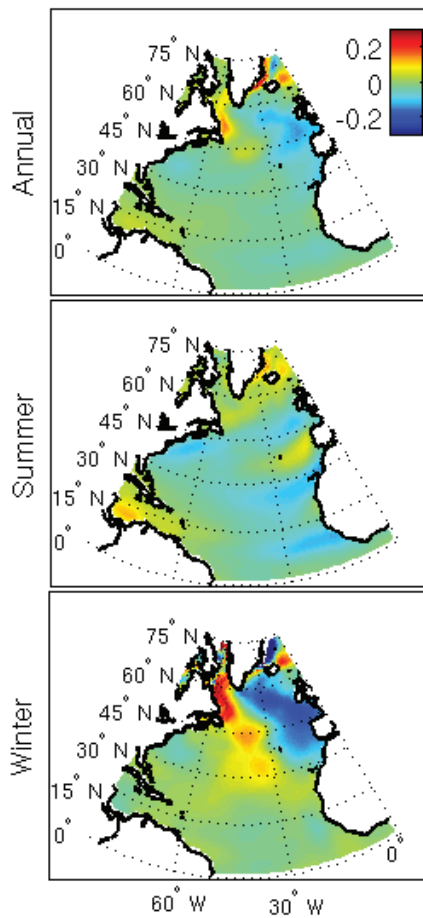 Annual
75° N
60° N
45° N
30° N
15° N
0°
0.2
0
-0.2
Summer
75° N
60° N
45° N
30° N
15° N
0°
Winter
75° N
60° N
45° N
30° N
15° N
0°
0°
60° W
30° W